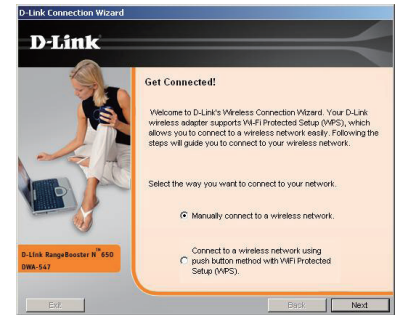 D-Link Connection Wizard
D-Link
Get Connected!
Welcome to D-Link's Wireless Connection Wizard. Your D-Link
wireless adapter supports Wi-Fi Protected Setup (WPS), which
allows you to connect to a wireless network easily. Following the
steps will guide you to connect to your wireless network.
Select the way you want to connect to your network.
Manually connect to a wireless network.
Connect to a wireless network using
push button method with WiFi Protected
Setup (WPS).
D-Link RangeBooster N™ 650
DWA-547
Exit
Back
Next